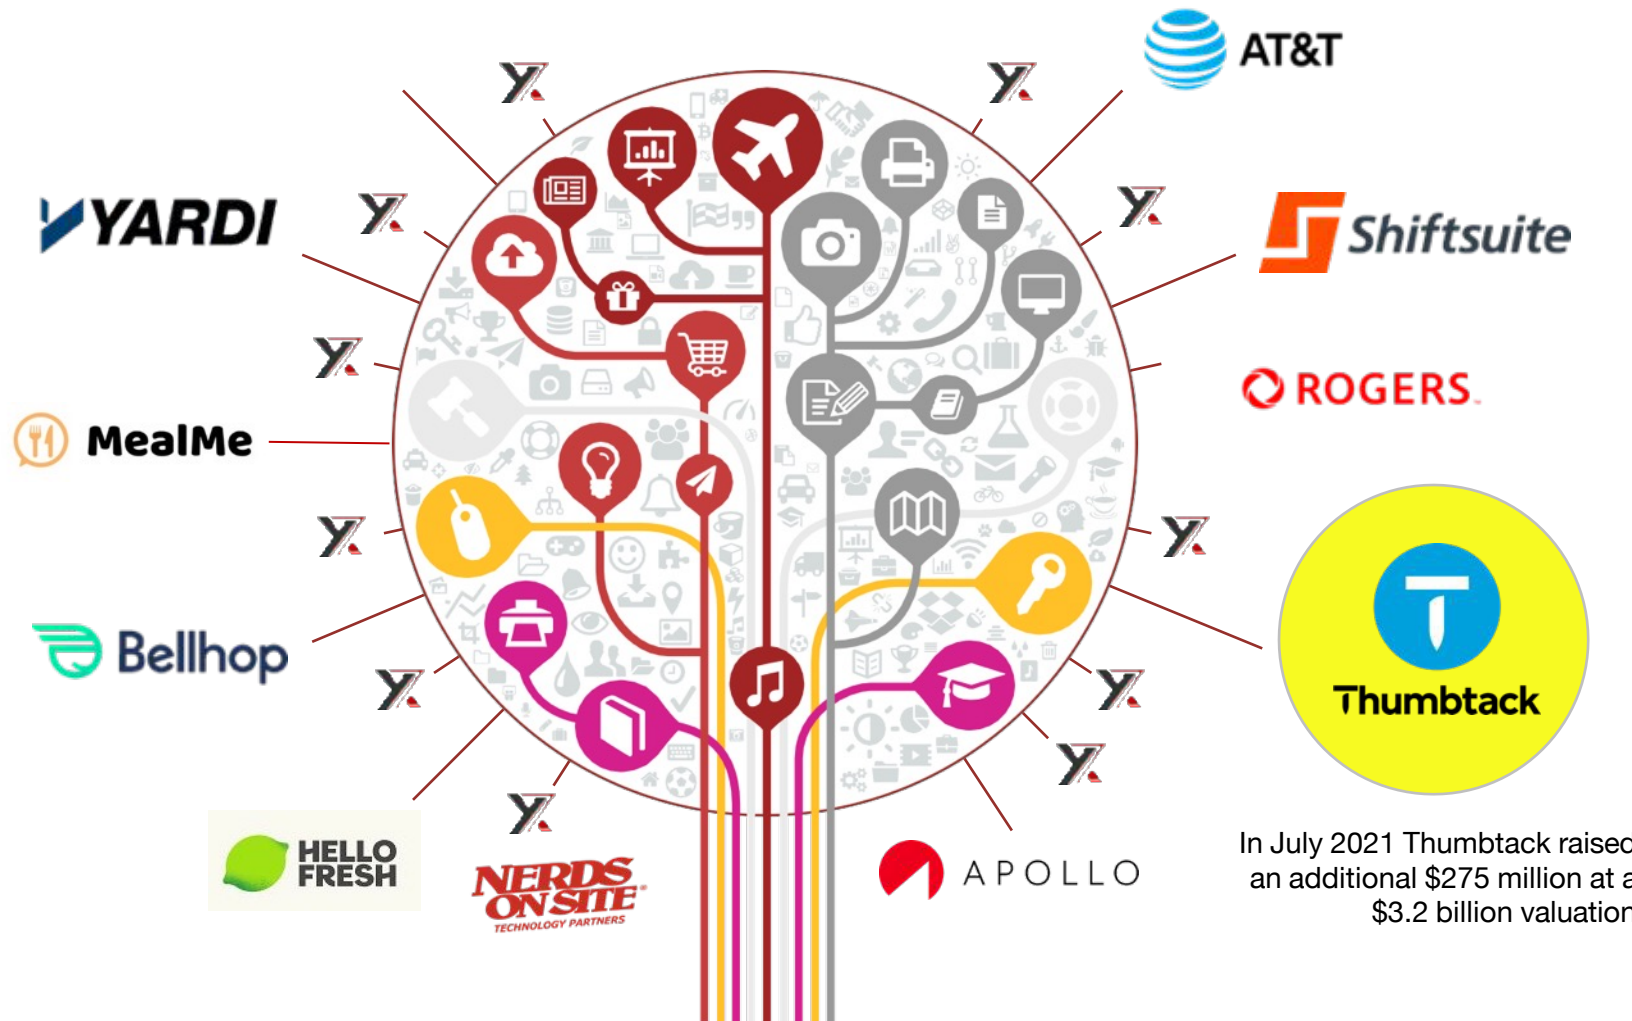 AT&T
YARDI
Shiftsuite
ROGERS™
MealMe
Bellhop
Thumbtack
HELLO
FRESH
NERDS
ON SITE®
TECHNOLOGY PARTNERS
APOLLO
In July 2021 Thumbtack raised
an additional $275 million at a
$3.2 billion valuation